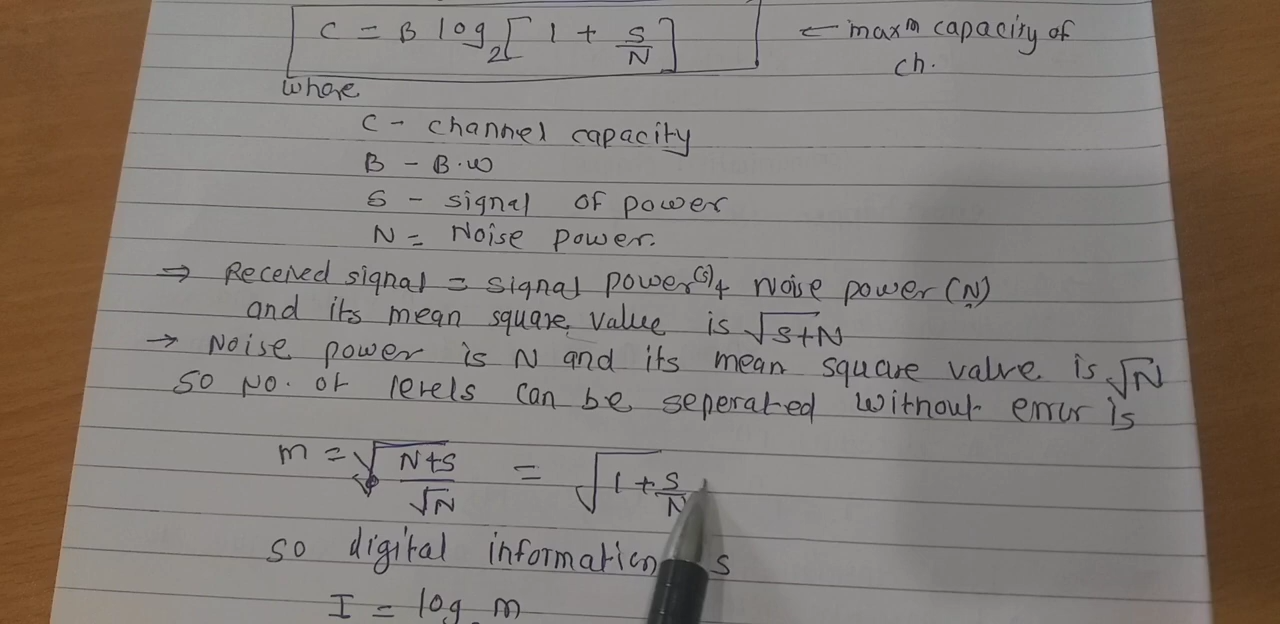 C = B log₂[1 + S/N] ← maxᵐ capacity of
ch.
where
C - channel capacity
B - B.W
S - signal of power
N = Noise power.
⇒ Received signal = signal power(s) + Noise power (N)
and its mean square value is √S+N
→ Noise power is N and its mean square value is √N
so No. of levels can be seperated without error is
m = √N+S/√N = √1+S/N
so digital information s
I = log₂ m